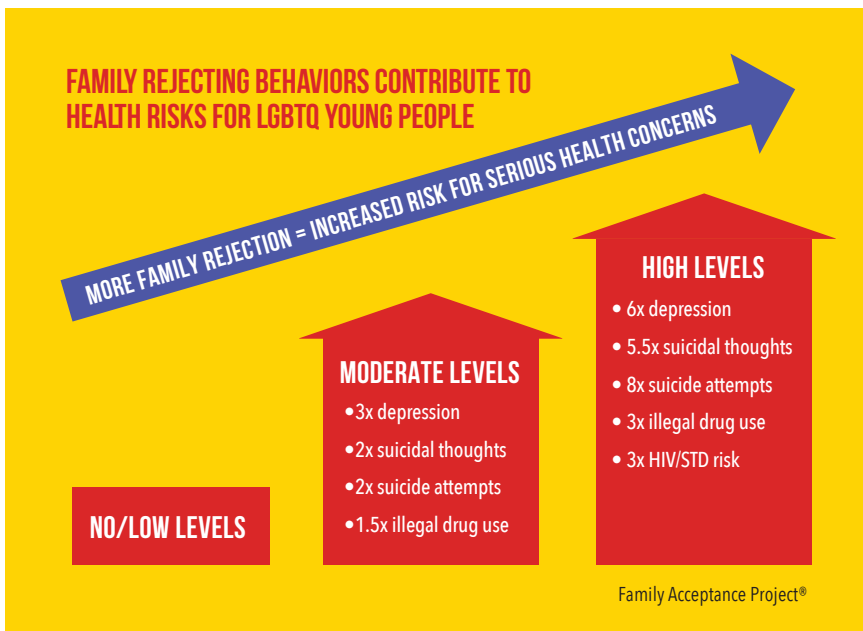 FAMILY REJECTING BEHAVIORS CONTRIBUTE TO
HEALTH RISKS FOR LGBTQ YOUNG PEOPLE
MORE FAMILY REJECTION = INCREASED RISK FOR SERIOUS HEALTH CONCERNS
NO/LOW LEVELS
MODERATE LEVELS
•3x depression
•2x suicidal thoughts
•2x suicide attempts
•1.5x illegal drug use
HIGH LEVELS
• 6x depression
• 5.5x suicidal thoughts
• 8x suicide attempts
• 3x illegal drug use
• 3x HIV/STD risk
Family Acceptance Project®